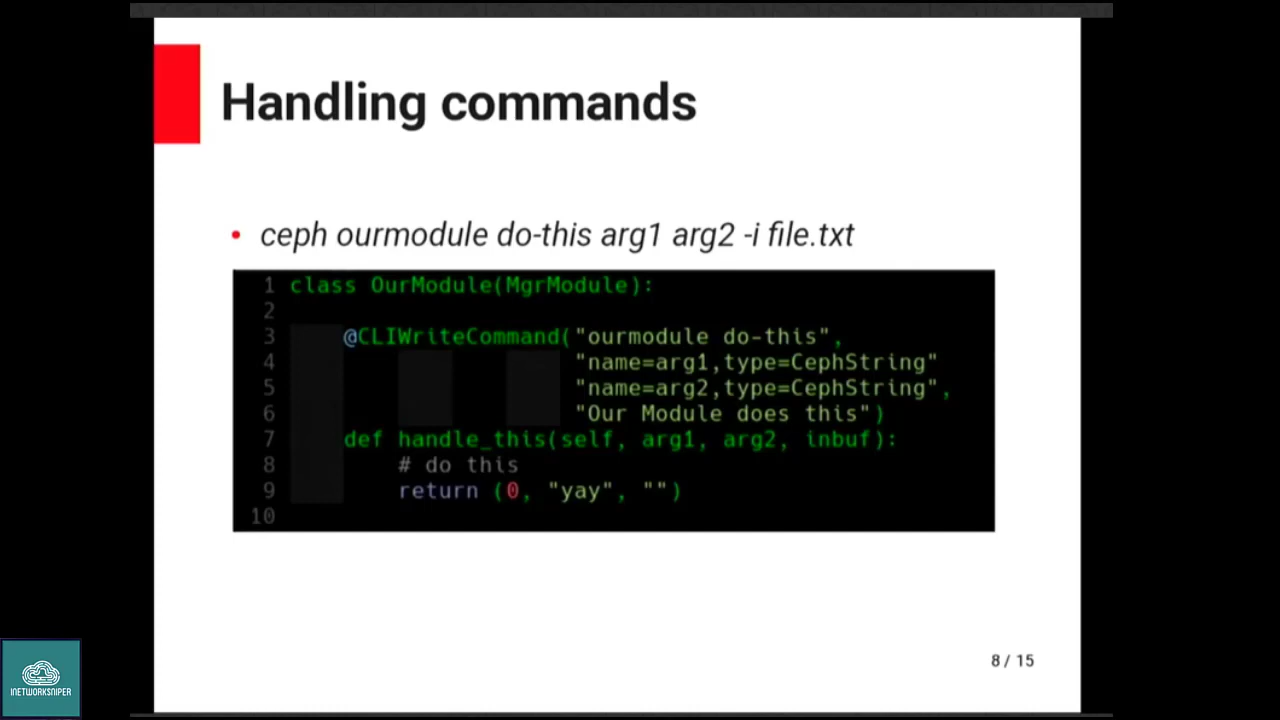 Handling commands
• ceph ourmodule do-this arg1 arg2 -i file.txt
1 class OurModule(MgrModule):
2
3     @CLIWriteCommand("ourmodule do-this",
4                      "name=arg1,type=CephString"
5                      "name=arg2,type=CephString",
6                      "Our Module does this")
7     def handle_this(self, arg1, arg2, inbuf):
8         # do this
9         return (0, "yay", "")
10
8 / 15
INETWORKSNIPER